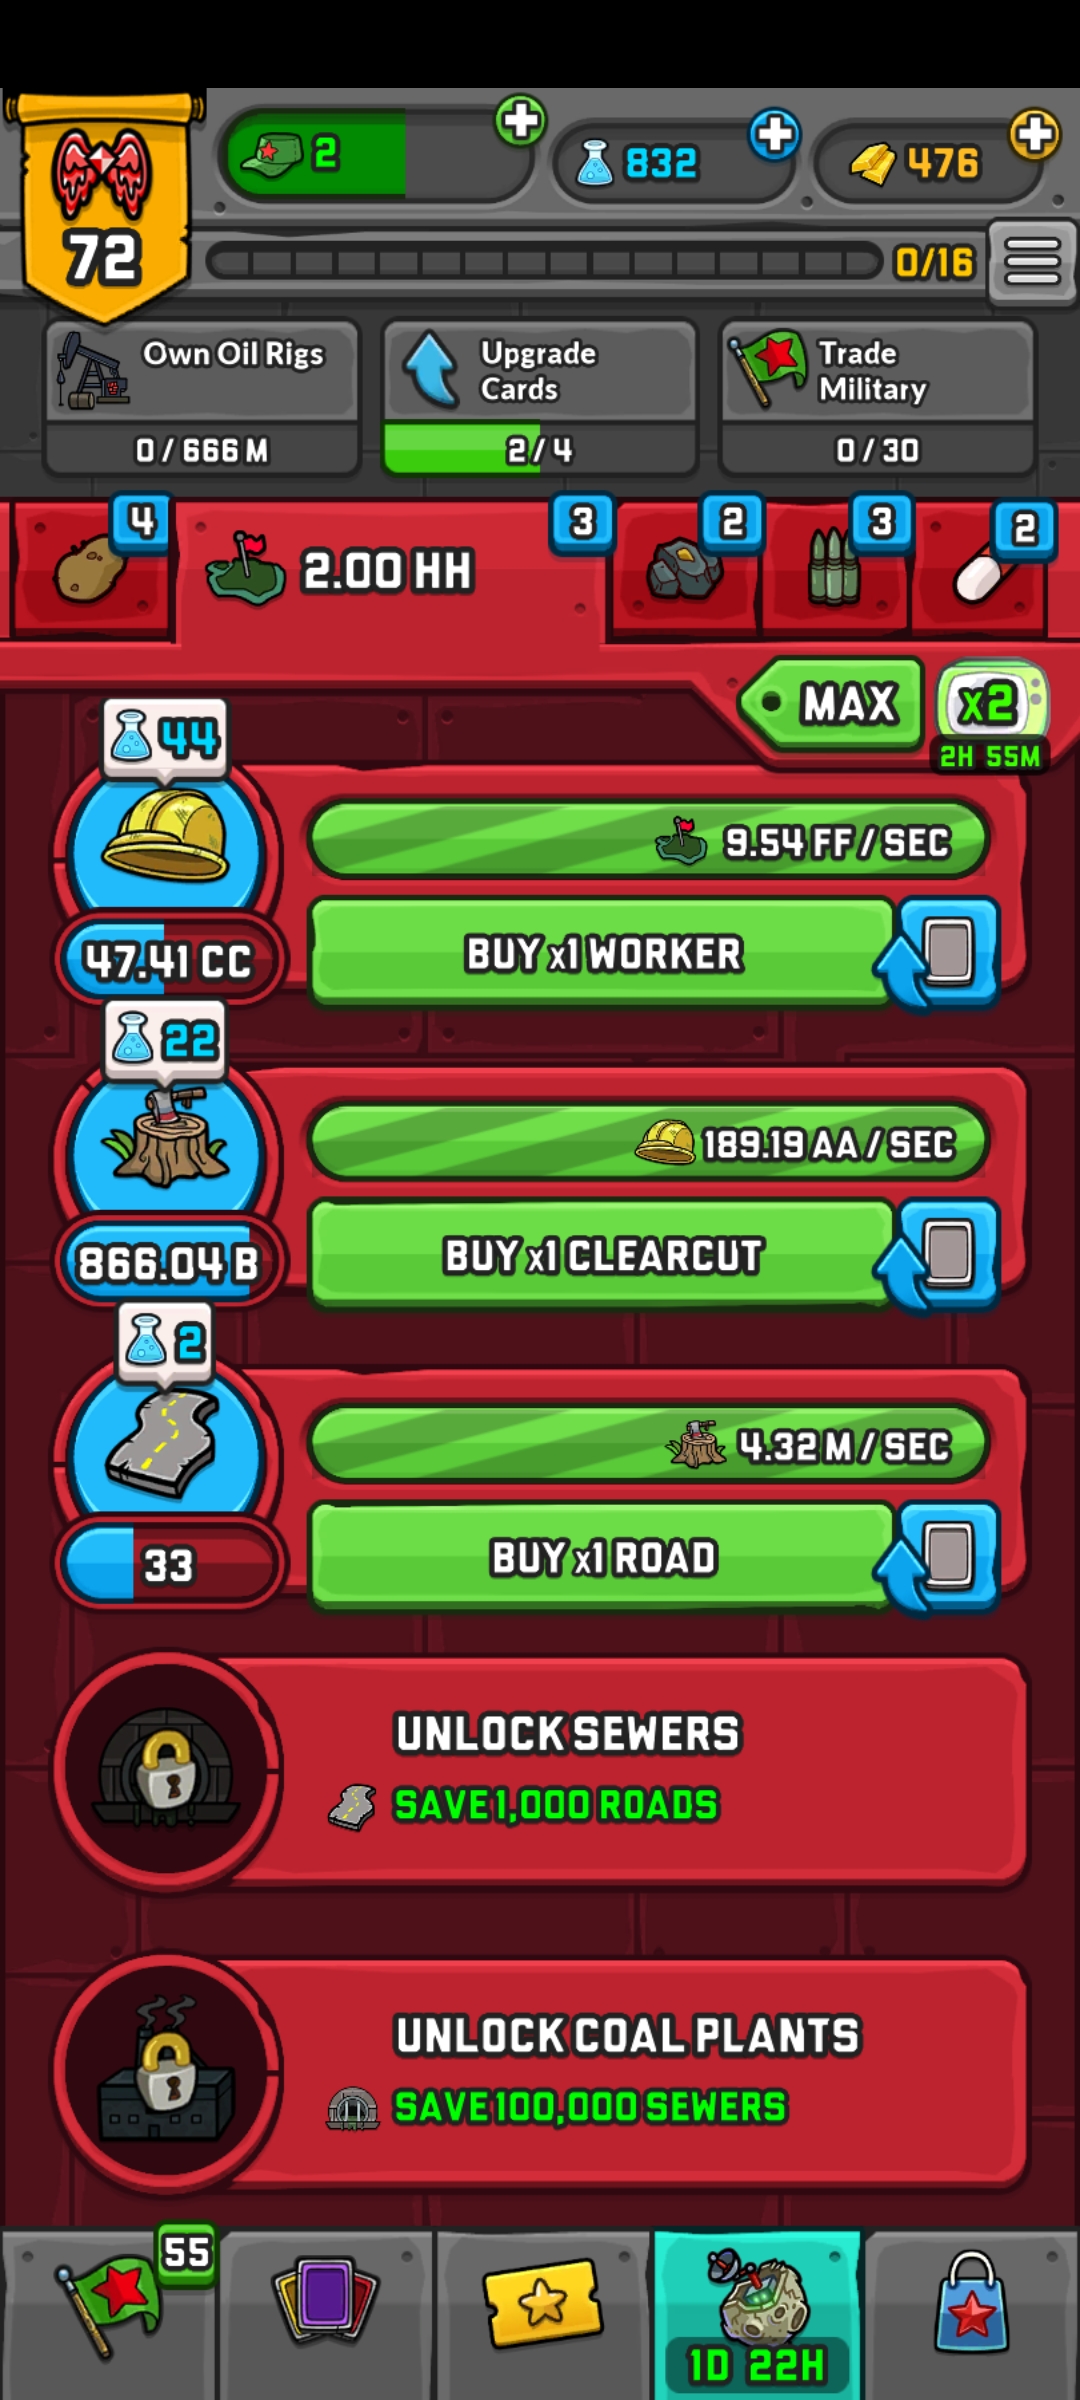 72
2
832
476
0/16
Own Oil Rigs
0 / 666 M
Upgrade
Cards
2 / 4
Trade
Military
0 / 30
4
2.00 HH
3
2
3
2
MAX
x2
2H 55M
44
9.54 FF / SEC
47.41 CC
BUY x1 WORKER
22
189.19 AA / SEC
866.04 B
BUY x1 CLEARCUT
2
4.32 M / SEC
33
BUY x1 ROAD
UNLOCK SEWERS
SAVE 1,000 ROADS
UNLOCK COAL PLANTS
SAVE 100,000 SEWERS
55
1D 22H